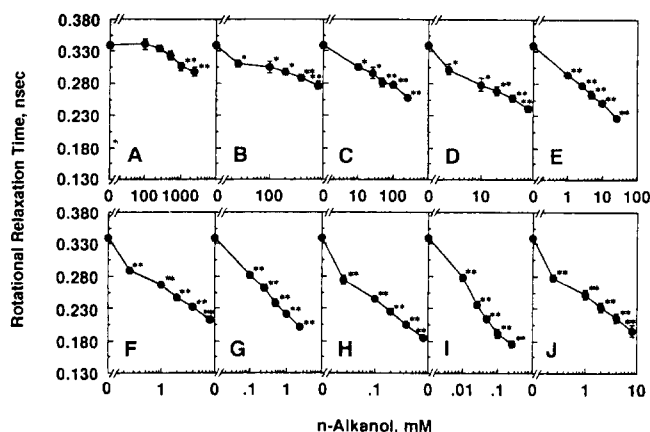 0.380
0.330
0.280
0.230
0.180
0.130
A
B
C
D
E
0 100 1000 0 100 0 10 100 0 10 0 1 10 100
0.380
0.330
0.280
0.230
0.180
0.130
F
G
H
I
J
0 1 0 .1 1 0 .1 0 .01 .1 0 1 10
Rotational Relaxation Time, nsec
n-Alkanol, mM